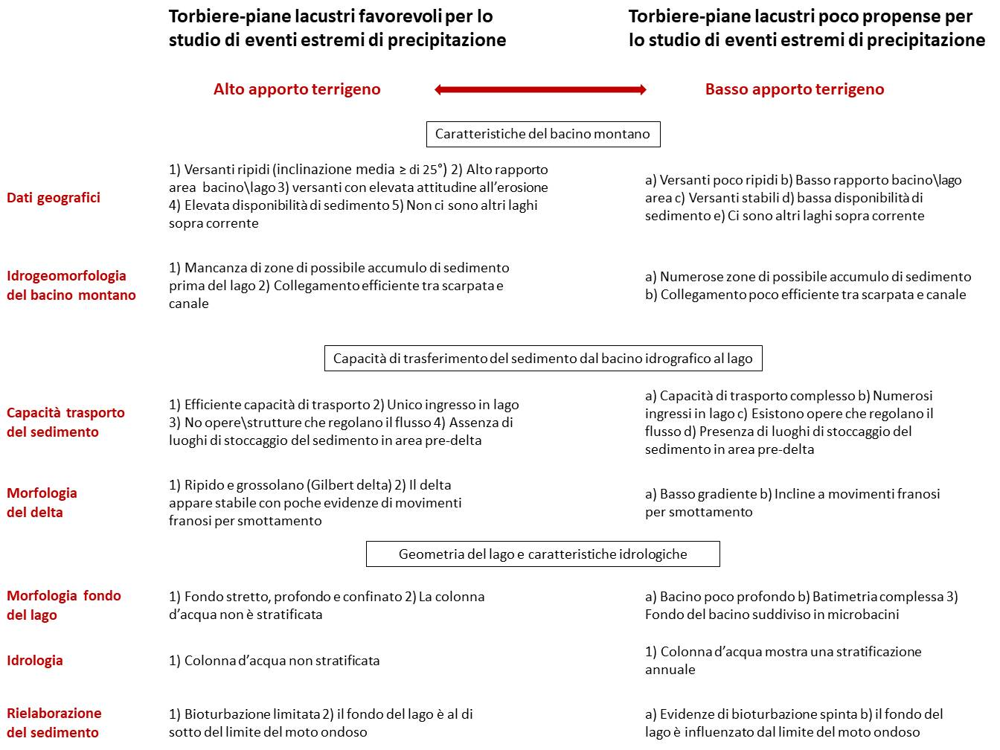 Torbiere-piane lacustri favorevoli per lo
studio di eventi estremi di precipitazione
Torbiere-piane lacustri poco propense per
lo studio di eventi estremi di precipitazione
Alto apporto terrigeno
Basso apporto terrigeno
Caratteristiche del bacino montano
Dati geografici
1) Versanti ripidi (inclinazione media ≥ di 25°) 2) Alto rapporto
area bacino\lago 3) versanti con elevata attitudine all’erosione
4) Elevata disponibilità di sedimento 5) Non ci sono altri laghi
sopra corrente
a) Versanti poco ripidi b) Basso rapporto bacino\lago
area c) Versanti stabili d) bassa disponibilità di
sedimento e) Ci sono altri laghi sopra corrente
Idrogeomorfologia
del bacino montano
1) Mancanza di zone di possibile accumulo di sedimento
prima del lago 2) Collegamento efficiente tra scarpata e
canale
a) Numerose zone di possibile accumulo di sedimento
b) Collegamento poco efficiente tra scarpata e canale
Capacità di trasferimento del sedimento dal bacino idrografico al lago
Capacità trasporto
del sedimento
1) Efficiente capacità di trasporto 2) Unico ingresso in lago
3) No opere\strutture che regolano il flusso 4) Assenza di
luoghi di stoccaggio del sedimento in area pre-delta
a) Capacità di trasporto complesso b) Numerosi
ingressi in lago c) Esistono opere che regolano il
flusso d) Presenza di luoghi di stoccaggio del
sedimento in area pre-delta
Morfologia
del delta
1) Ripido e grossolano (Gilbert delta) 2) Il delta
appare stabile con poche evidenze di movimenti
franosi per smottamento
a) Basso gradiente b) Incline a movimenti franosi
per smottamento
Geometria del lago e caratteristiche idrologiche
Morfologia fondo
del lago
1) Fondo stretto, profondo e confinato 2) La colonna
d’acqua non è stratificata
a) Bacino poco profondo b) Batimetria complessa 3)
Fondo del bacino suddiviso in microbacini
Idrologia
1) Colonna d’acqua non stratificata
1) Colonna d’acqua mostra una stratificazione
annuale
Rielaborazione
del sedimento
1) Bioturbazione limitata 2) il fondo del lago è al di
sotto del limite del moto ondoso
a) Evidenze di bioturbazione spinta b) il fondo del
lago è influenzato dal limite del moto ondoso